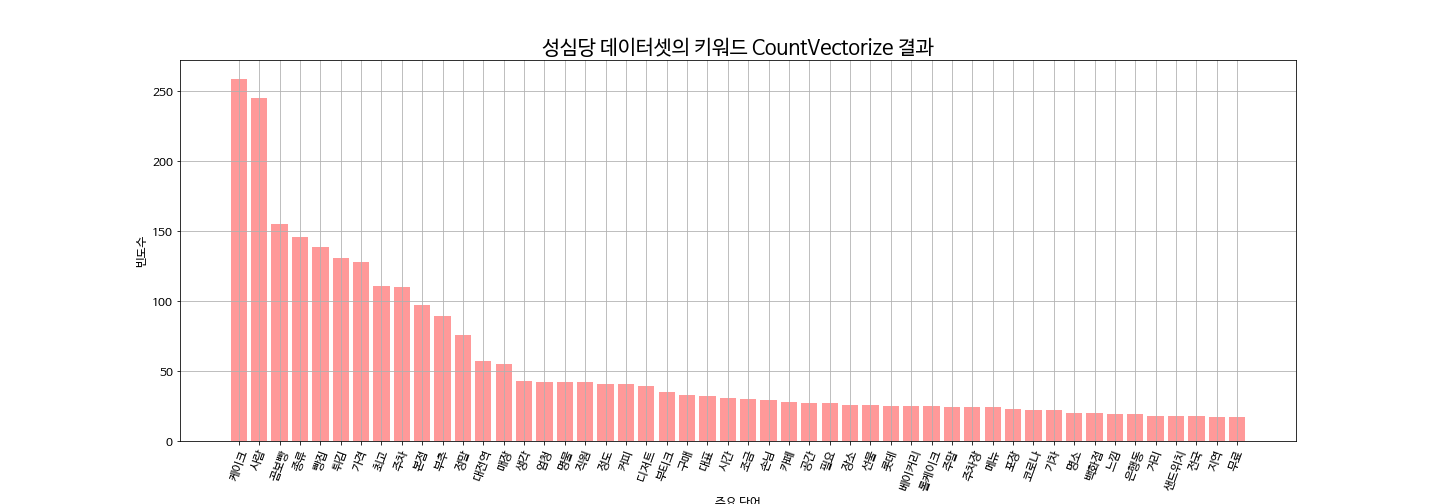 성심당 데이터셋의 키워드 CountVectorize 결과
빈도수
250
200
150
100
50
0
케이크 사람 곰보빵 종류 빵집 튀김 가격 최고 주차 본점 부추 정말 대전역 매장 생각 엄청 명물 직원 정도 커피 디저트 부티크 구매 대표 시간 조금 손님 카페 공간 필요 장소 선물 롯데 베이커리 롤케이크 주말 주차장 메뉴 포장 코로나 기차 명소 백화점 느낌 은행동 거리 샌드위치 전국 지역 무료
주요 단어